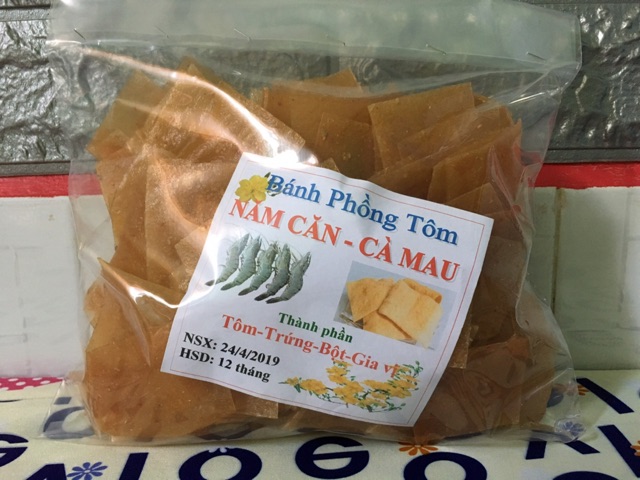 Bánh Phồng Tôm
NĂM CĂN - CÀ MAU
Thành phần
Tôm-Trứng-Bột-Gia vị
NSX: 24/4/2019
HSD: 12 tháng